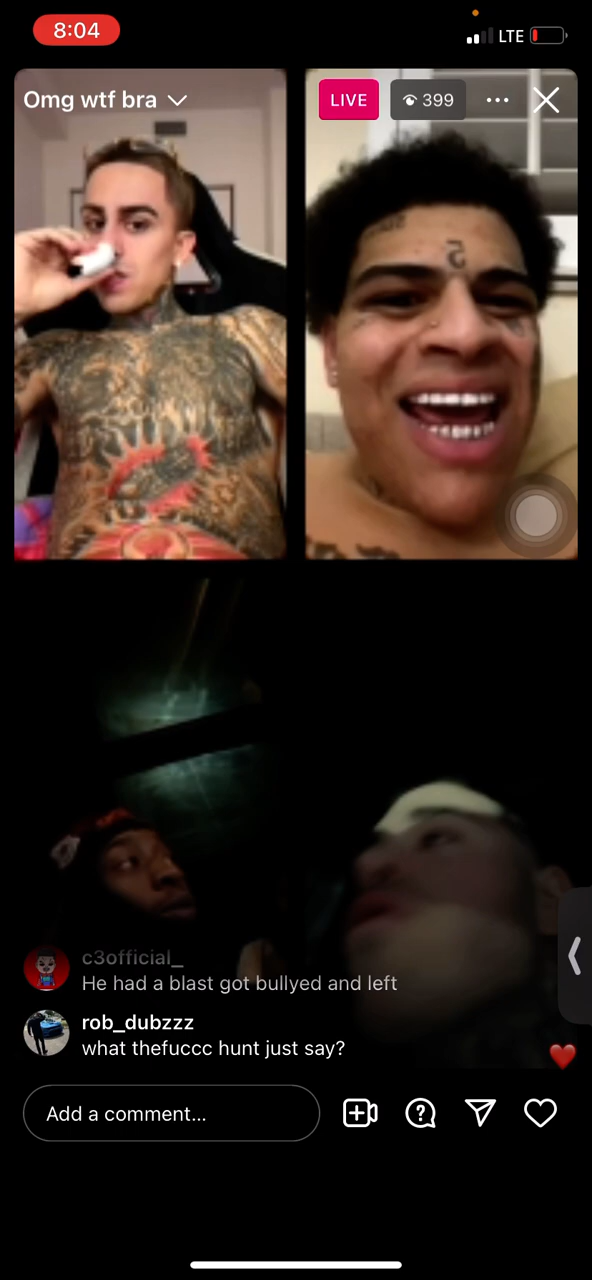 8:04
LTE
Omg wtf bra
LIVE
399
5
c3official_
He had a blast got bullyed and left
rob_dubzzz
what thefuccc hunt just say?
Add a comment...